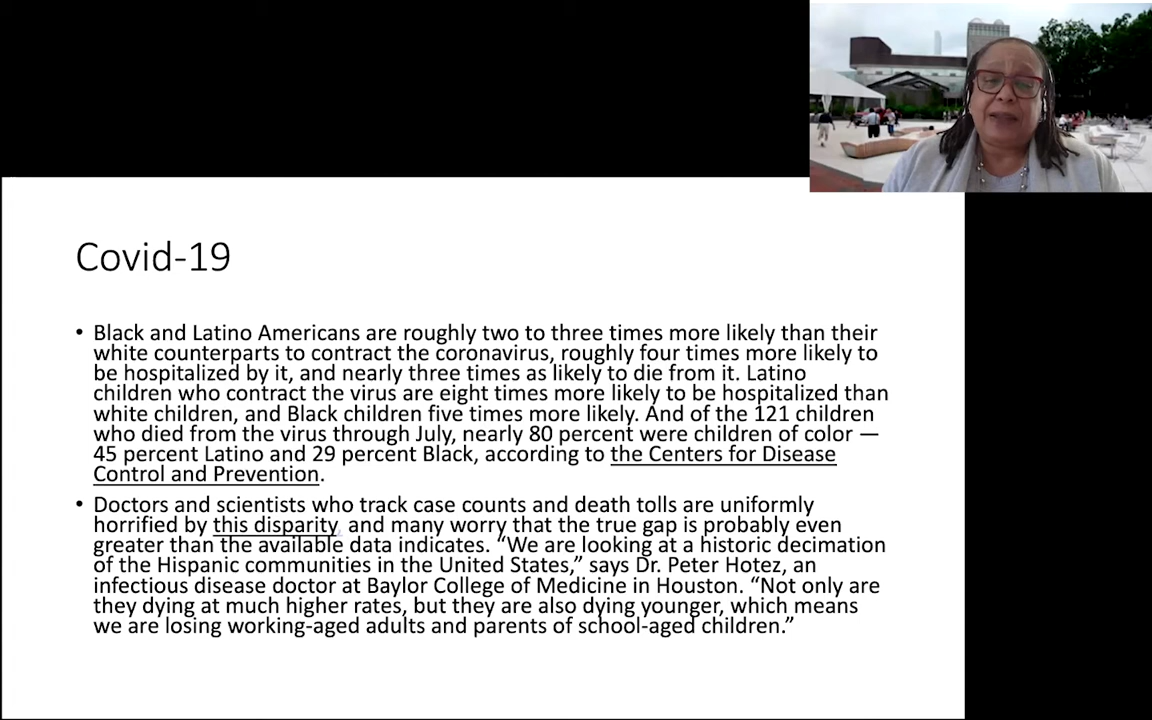 Covid-19
• Black and Latino Americans are roughly two to three times more likely than their
white counterparts to contract the coronavirus, roughly four times more likely to
be hospitalized by it, and nearly three times as likely to die from it. Latino
children who contract the virus are eight times more likely to be hospitalized than
white children, and Black children five times more likely. And of the 121 children
who died from the virus through July, nearly 80 percent were children of color —
45 percent Latino and 29 percent Black, according to the Centers for Disease
Control and Prevention.
• Doctors and scientists who track case counts and death tolls are uniformly
horrified by this disparity, and many worry that the true gap is probably even
greater than the available data indicates. “We are looking at a historic decimation
of the Hispanic communities in the United States,” says Dr. Peter Hotez, an
infectious disease doctor at Baylor College of Medicine in Houston. “Not only are
they dying at much higher rates, but they are also dying younger, which means
we are losing working-aged adults and parents of school-aged children.”